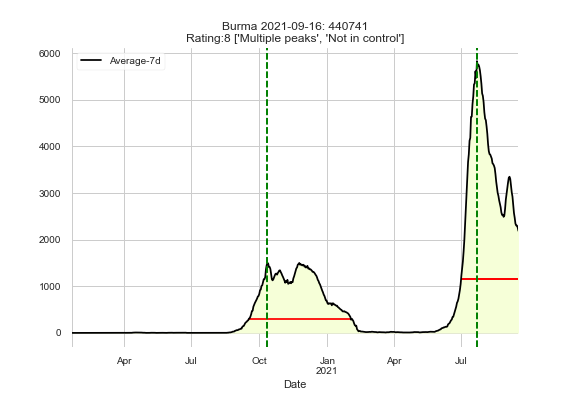 Burma 2021-09-16: 440741
Rating:8 ['Multiple peaks', 'Not in control']
Average-7d
6000
5000
4000
3000
2000
1000
0
Apr Jul Oct Jan Apr Jul
2021
Date